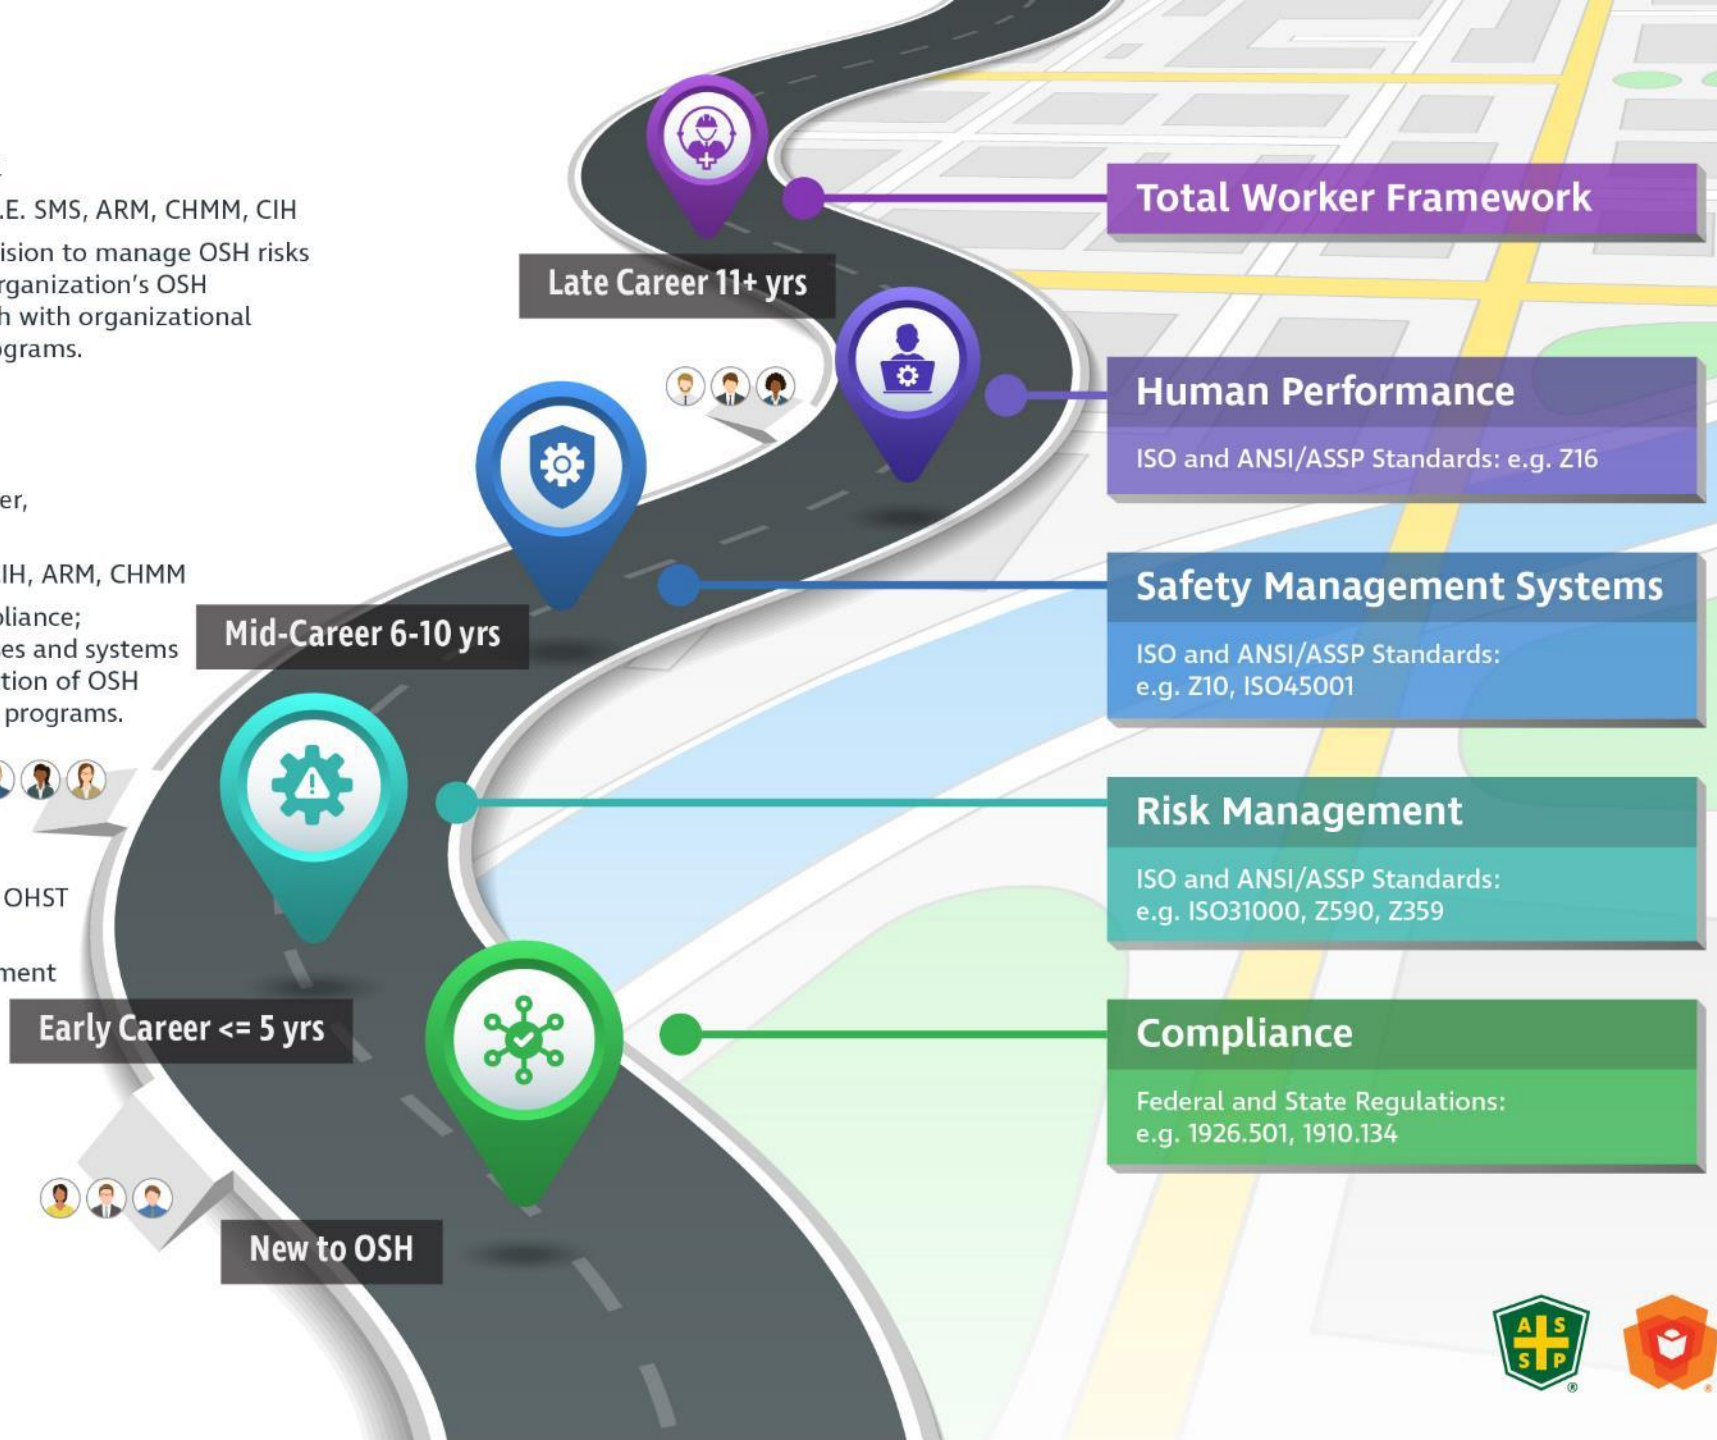 .E. SMS, ARM, CHMM, CIH
ision to manage OSH risks
rganization's OSH
h with organizational
grams.
er,
IH, ARM, CHMM
pliance;
es and systems
tion of OSH
programs.
OHST
ment
Late Career 11+ yrs
Mid-Career 6-10 yrs
Early Career <= 5 yrs
New to OSH
Total Worker Framework
Human Performance
ISO and ANSI/ASSP Standards: e.g. Z16
Safety Management Systems
ISO and ANSI/ASSP Standards:
e.g. Z10, ISO45001
Risk Management
ISO and ANSI/ASSP Standards:
e.g. ISO31000, Z590, Z359
Compliance
Federal and State Regulations:
e.g. 1926.501, 1910.134
A S
S P
®
®